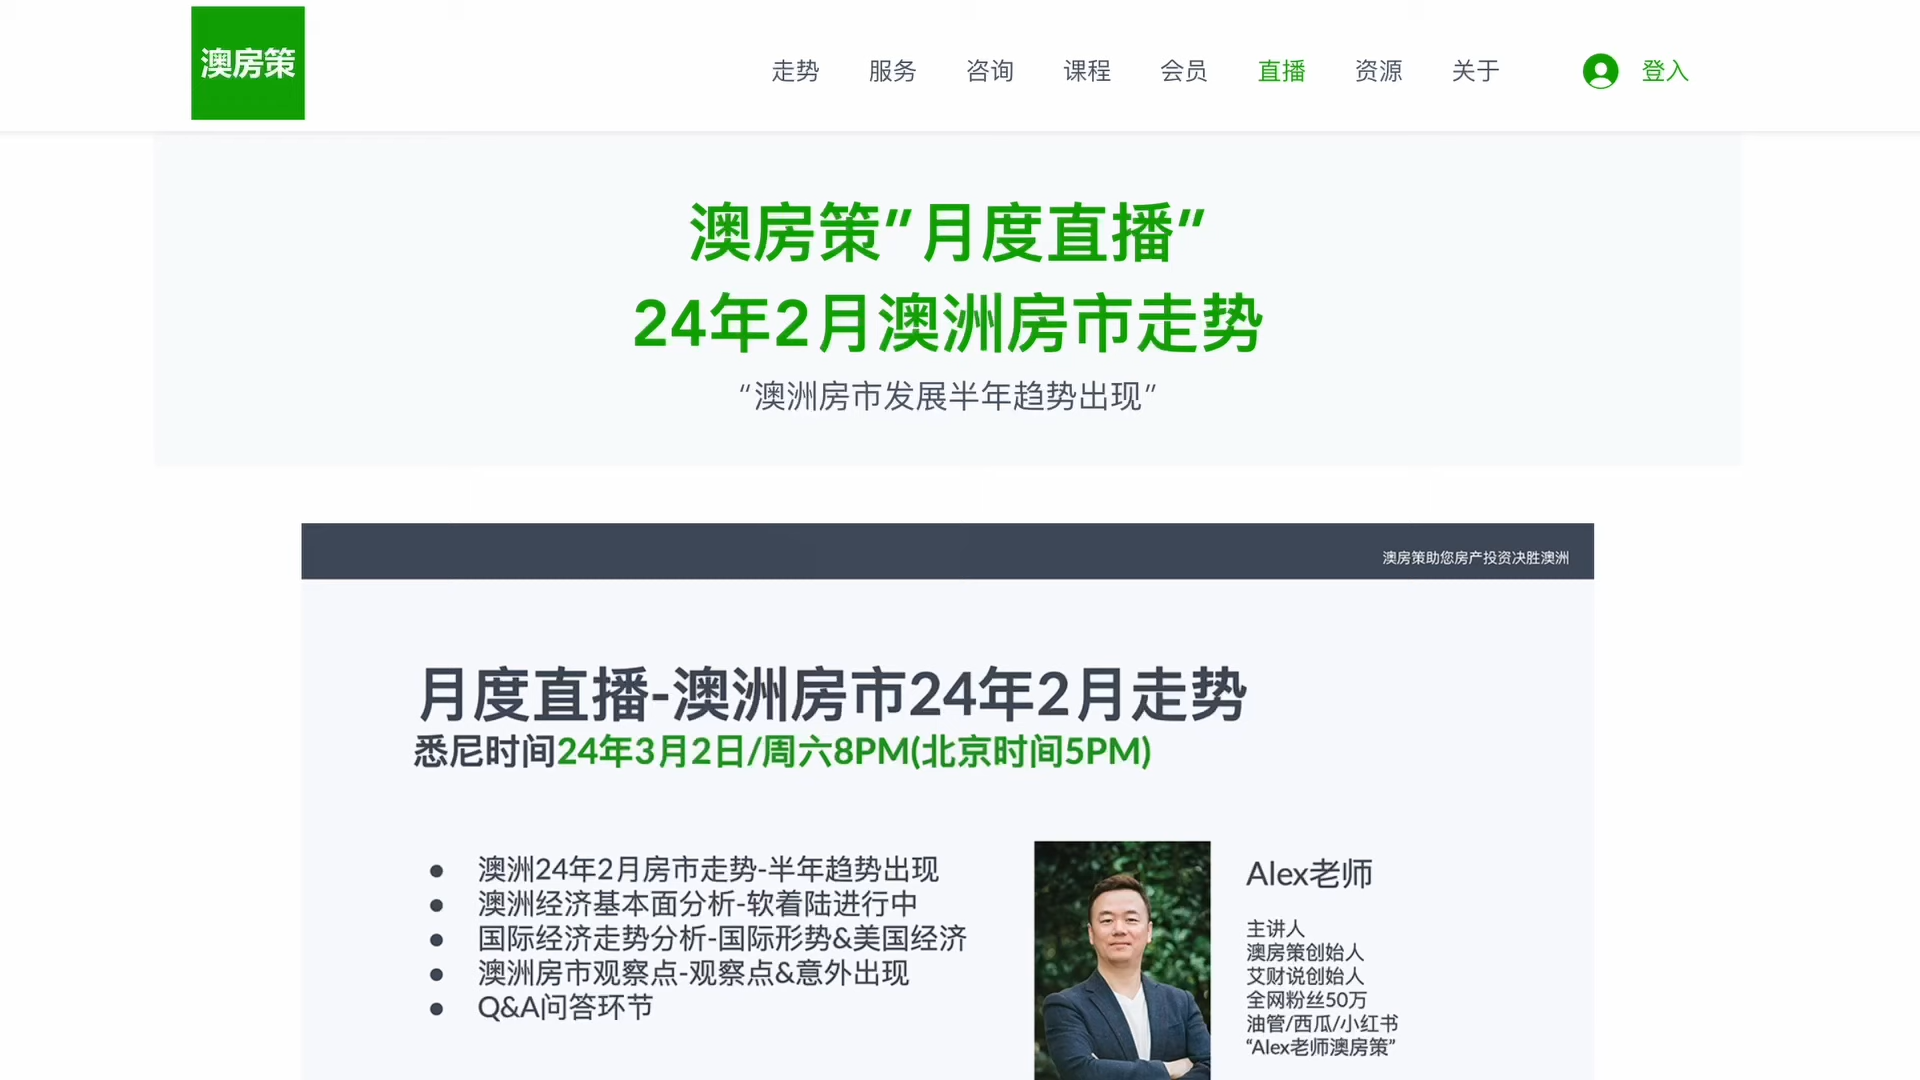 澳房策
走势
服务
咨询
课程
会员
直播
资源
关于
登入
澳房策"月度直播"
24年2月澳洲房市走势
“澳洲房市发展半年趋势出现”
澳房策助您房产投资决胜澳洲
月度直播-澳洲房市24年2月走势
悉尼时间24年3月2日/周六8PM(北京时间5PM)
● 澳洲24年2月房市走势-半年趋势出现
● 澳洲经济基本面分析-软着陆进行中
● 国际经济走势分析-国际形势&美国经济
● 澳洲房市观察点-观察点&意外出现
● Q&A问答环节
Alex老师
主讲人
澳房策创始人
艾财说创始人
全网粉丝50万
油管/西瓜/小红书
“Alex老师澳房策”